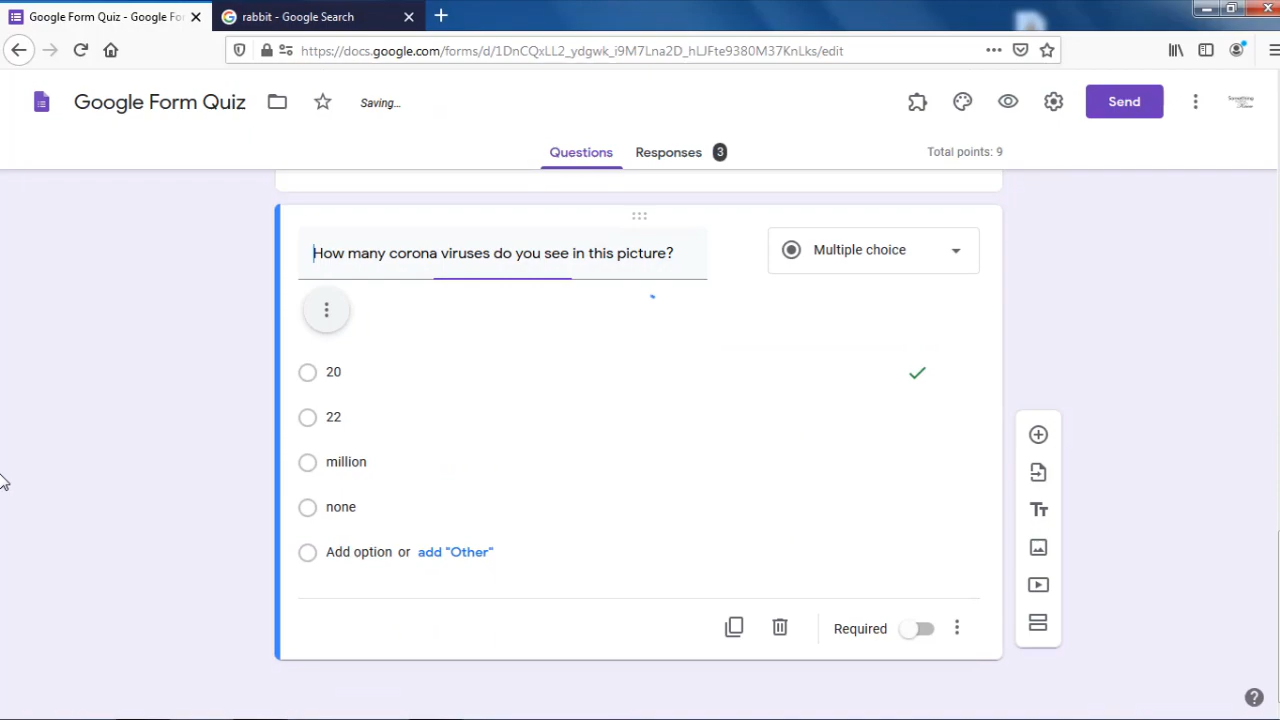 Google Form Quiz - Google For
rabbit - Google Search
https://docs.google.com/forms/d/1DnCQxLL2_ydgwk_i9M7Lna2D_hLJFte9380M37KnLks/edit
Google Form Quiz
Saving...
Send
Questions
Responses 3
Total points: 9
How many corona viruses do you see in this picture?
Multiple choice
20
22
million
none
Add option or add "Other"
Required